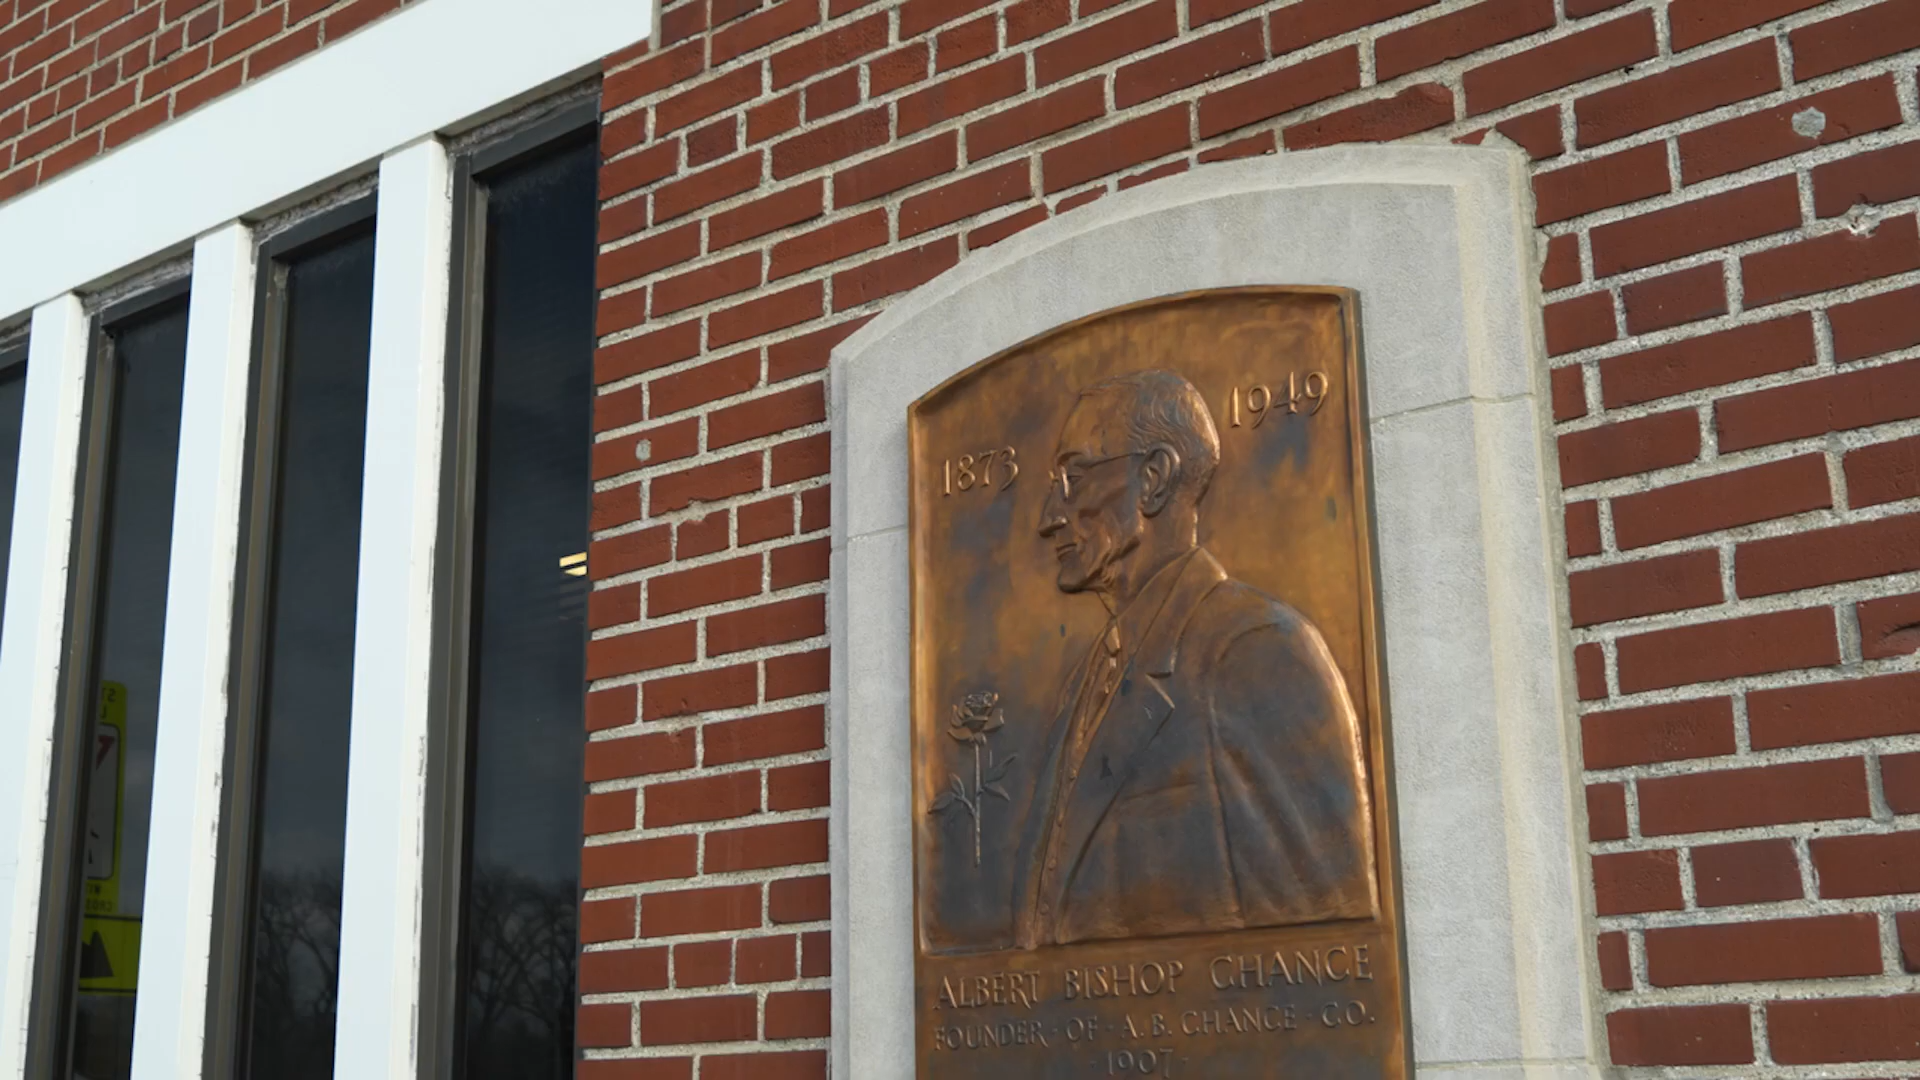 1873
1949
ALBERT BISHOP CHANCE
FOUNDER · OF · A. B. CHANCE · CO.
· 1907 ·